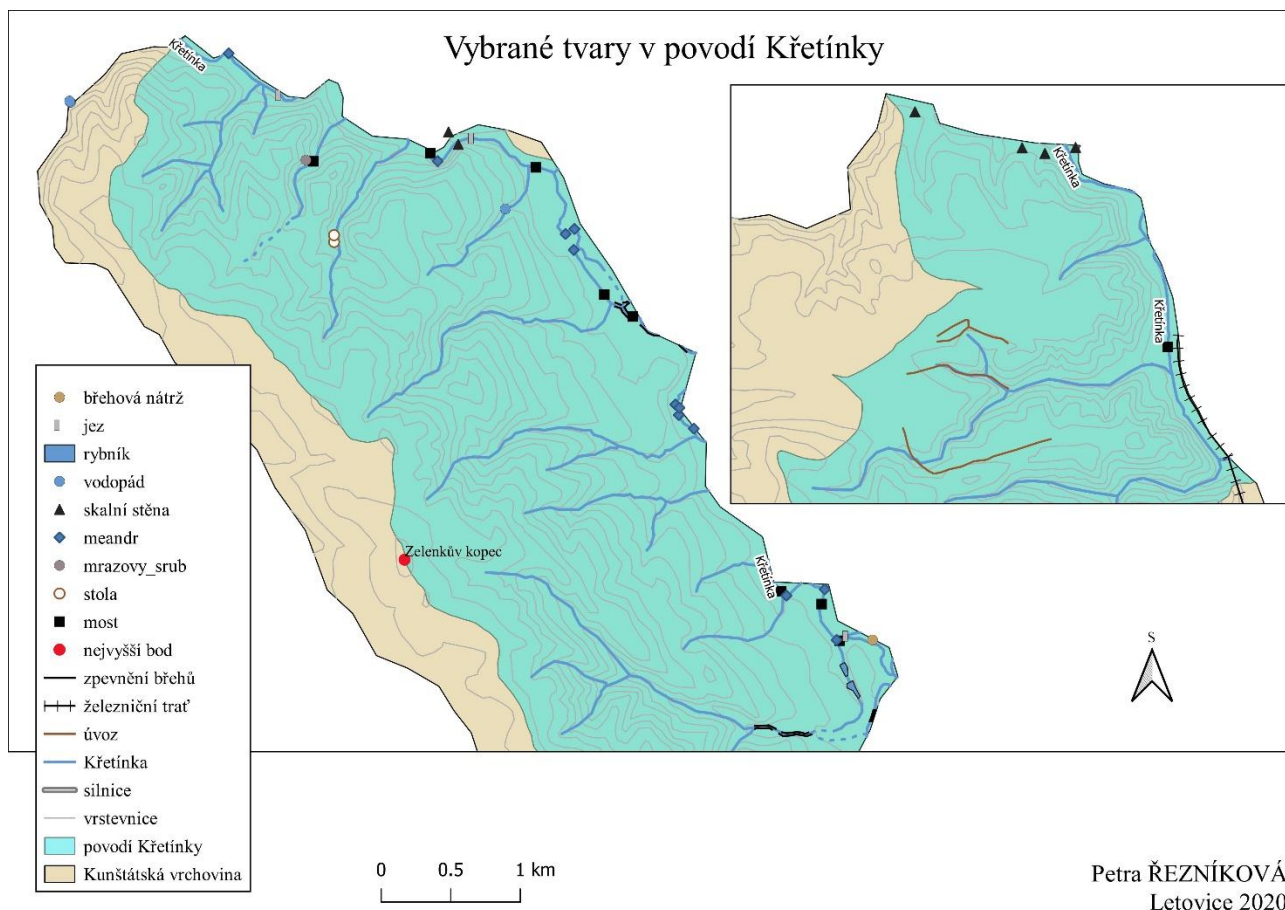 Vybrané tvary v povodí Křetínky
Křetínka
Křetínka
Křetínka
Zelenkův kopec
Křetínka
břehová nátrž
jez
rybník
vodopád
skalní stěna
meandr
mrazovy_srub
stola
most
nejvyšší bod
zpevnění břehů
železniční trať
úvoz
Křetínka
silnice
vrstevnice
povodí Křetínky
Kunštátská vrchovina
S
0 0.5 1 km
Petra ŘEZNÍKOVÁ
Letovice 2020